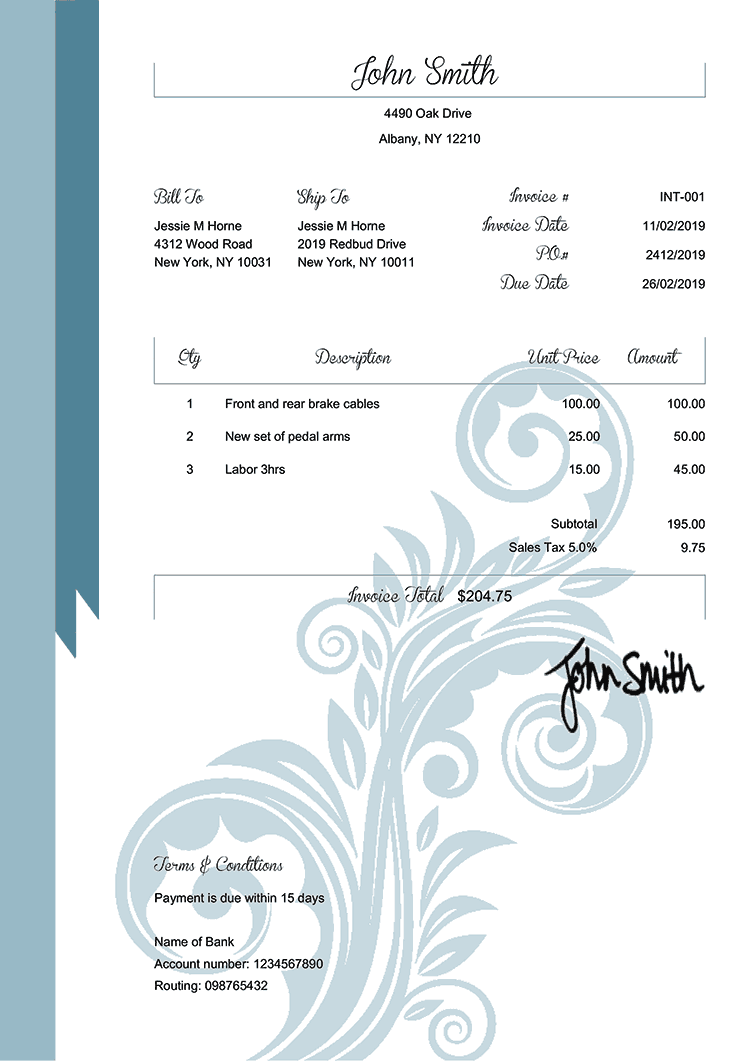 John Smith
4490 Oak Drive
Albany, NY 12210
Bill To
Jessie M Horne
4312 Wood Road
New York, NY 10031
Ship To
Jessie M Horne
2019 Redbud Drive
New York, NY 10011
Invoice # INT-001
Invoice Date 11/02/2019
P.O.# 2412/2019
Due Date 26/02/2019
Qty Description Unit Price Amount
1 Front and rear brake cables 100.00 100.00
2 New set of pedal arms 25.00 50.00
3 Labor 3hrs 15.00 45.00
Subtotal 195.00
Sales Tax 5.0% 9.75
Invoice Total $204.75
John Smith
Terms & Conditions
Payment is due within 15 days
Name of Bank
Account number: 1234567890
Routing: 098765432